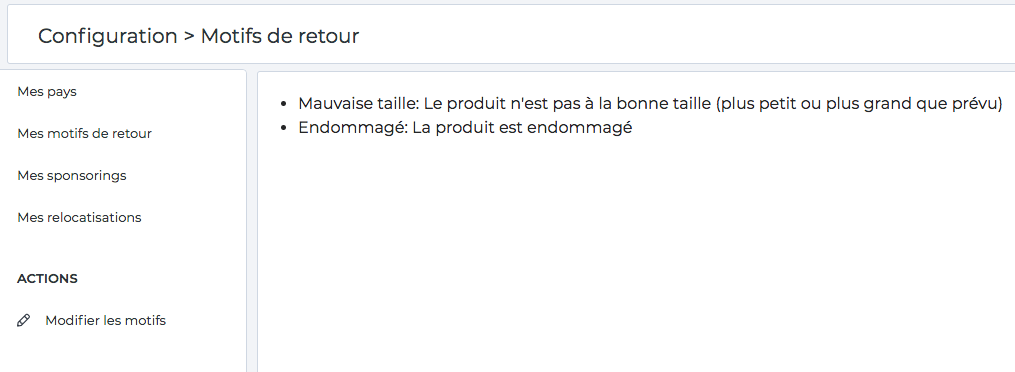 Configuration > Motifs de retour
Mes pays
Mes motifs de retour
Mes sponsorings
Mes relocatisations
ACTIONS
Modifier les motifs
• Mauvaise taille: Le produit n'est pas à la bonne taille (plus petit ou plus grand que prévu)
• Endommagé: La produit est endommagé